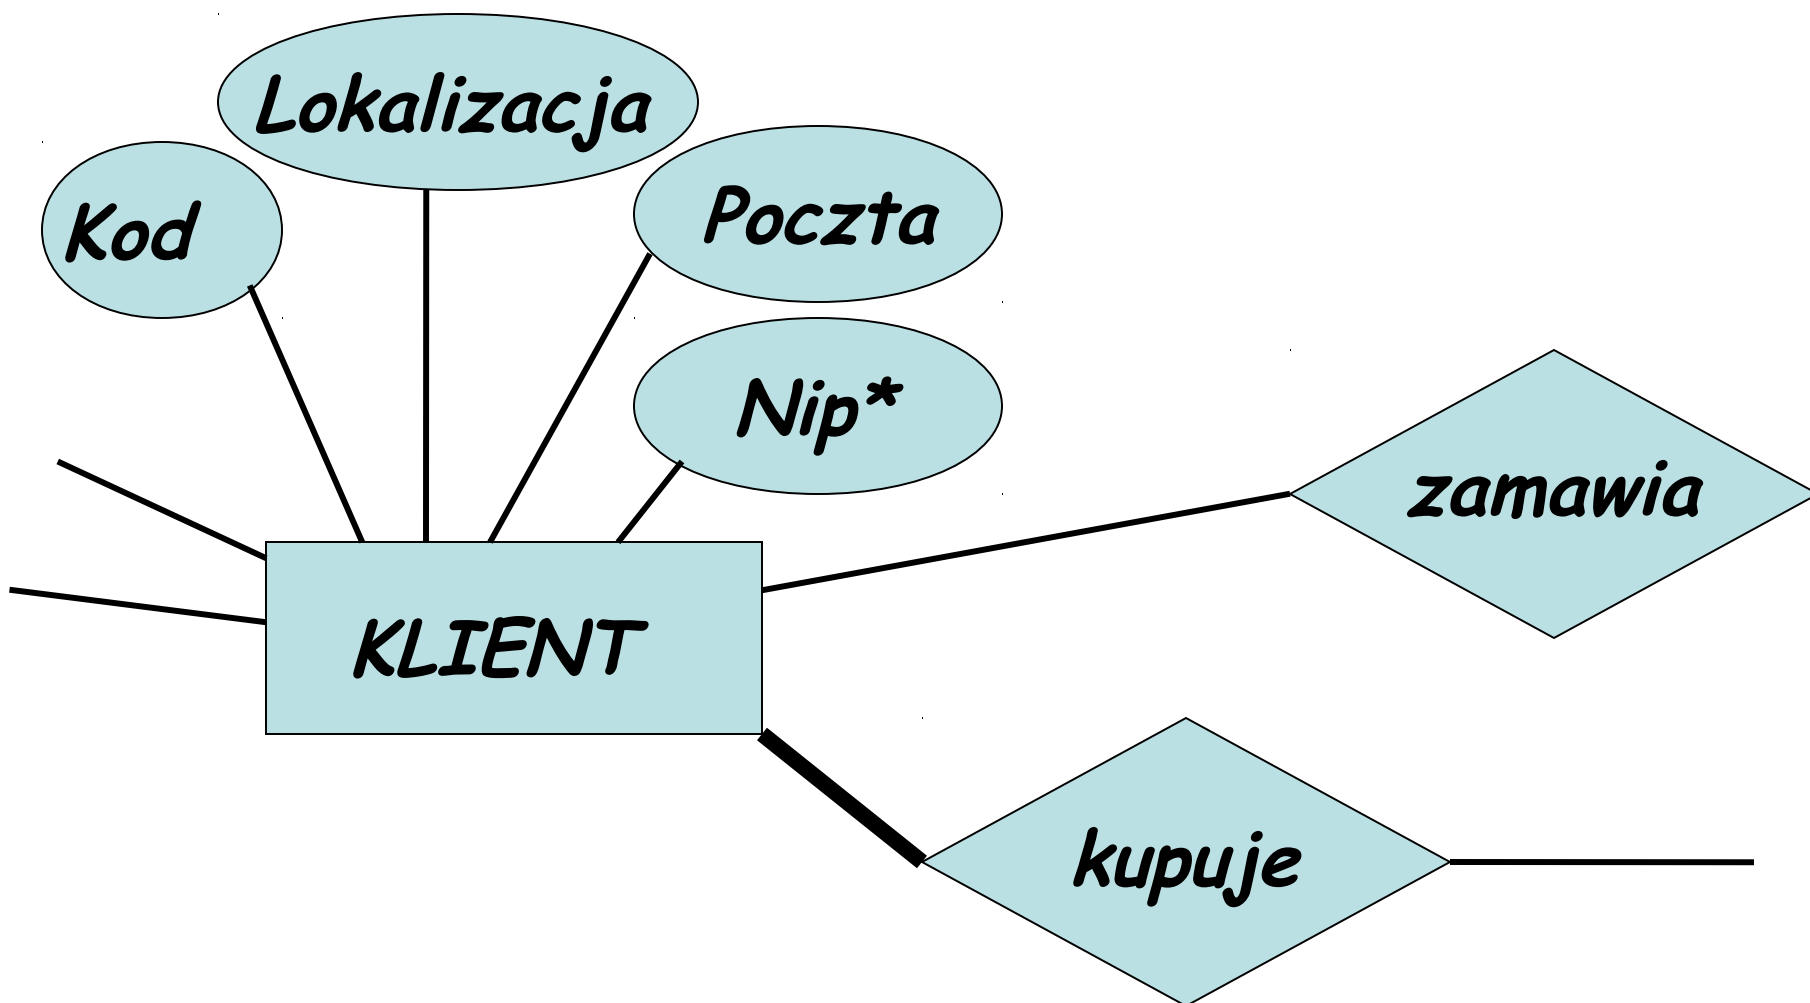 Lokalizacja
Kod
Poczta
Nip*
zamawia
KLIENT
kupuje